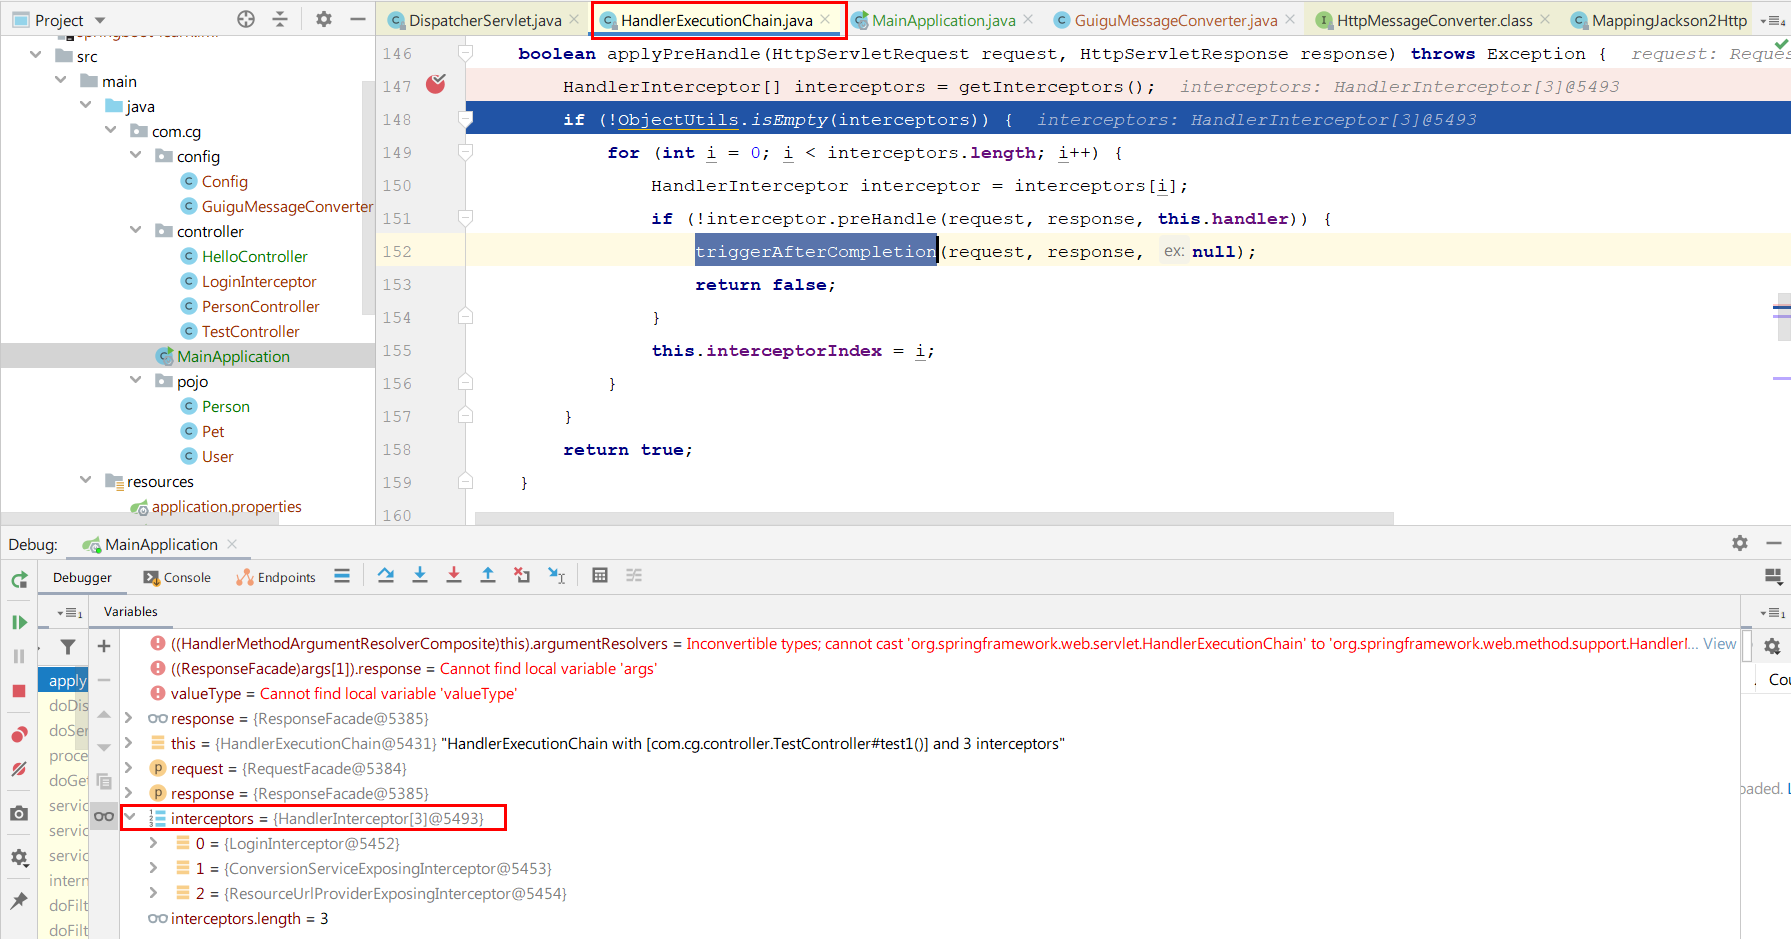 Project
DispatcherServlet.java
HandlerExecutionChain.java
MainApplication.java
GuiguMessageConverter.java
HttpMessageConverter.class
MappingJackson2Http
src
main
java
com.cg
config
Config
GuiguMessageConverter
controller
HelloController
LoginInterceptor
PersonController
TestController
MainApplication
pojo
Person
Pet
User
resources
application.properties
146 boolean applyPreHandle(HttpServletRequest request, HttpServletResponse response) throws Exception { request: Reques
147 HandlerInterceptor[] interceptors = getInterceptors(); interceptors: HandlerInterceptor[3]@5493
148 if (!ObjectUtils.isEmpty(interceptors)) { interceptors: HandlerInterceptor[3]@5493
149 for (int i = 0; i < interceptors.length; i++) {
150 HandlerInterceptor interceptor = interceptors[i];
151 if (!interceptor.preHandle(request, response, this.handler)) {
152 triggerAfterCompletion(request, response, ex: null);
153 return false;
154 }
155 this.interceptorIndex = i;
156 }
157 }
158 return true;
159 }
160
Debug: MainApplication
Debugger Console Endpoints
Variables
apply
doDis
doSer
proce
doGet
servic
servic
servic
intern
doFilt
doFilt
((HandlerMethodArgumentResolverComposite)this).argumentResolvers = Inconvertible types; cannot cast 'org.springframework.web.servlet.HandlerExecutionChain' to 'org.springframework.web.method.support.HandlerI... View
((ResponseFacade)args[1]).response = Cannot find local variable 'args'
valueType = Cannot find local variable 'valueType'
response = {ResponseFacade@5385}
this = {HandlerExecutionChain@5431} "HandlerExecutionChain with [com.cg.controller.TestController#test1()] and 3 interceptors"
request = {RequestFacade@5384}
response = {ResponseFacade@5385}
interceptors = {HandlerInterceptor[3]@5493}
0 = {LoginInterceptor@5452}
1 = {ConversionServiceExposingInterceptor@5453}
2 = {ResourceUrlProviderExposingInterceptor@5454}
interceptors.length = 3
Cou
oaded. L